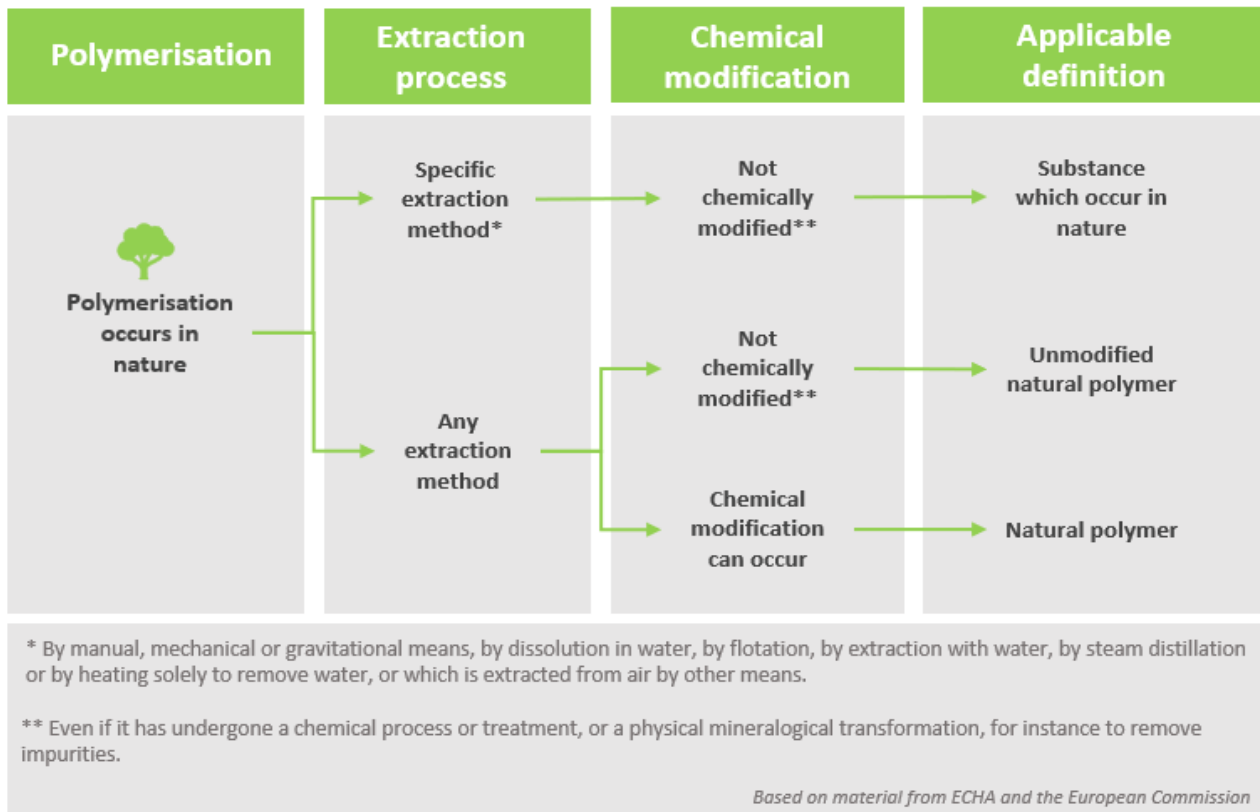 Polymerisation
Extraction
process
Chemical
modification
Applicable
definition
Polymerisation
occurs in
nature
Specific
extraction
method*
Not
chemically
modified**
Substance
which occur in
nature
Any
extraction
method
Not
chemically
modified**
Unmodified
natural polymer
Chemical
modification
can occur
Natural polymer
* By manual, mechanical or gravitational means, by dissolution in water, by flotation, by extraction with water, by steam distillation
or by heating solely to remove water, or which is extracted from air by other means.
** Even if it has undergone a chemical process or treatment, or a physical mineralogical transformation, for instance to remove
impurities.
Based on material from ECHA and the European Commission